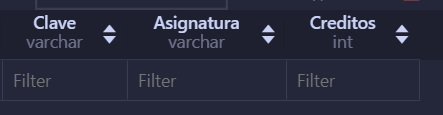 Clave Asignatura Creditos
varchar varchar int
Filter Filter Filter